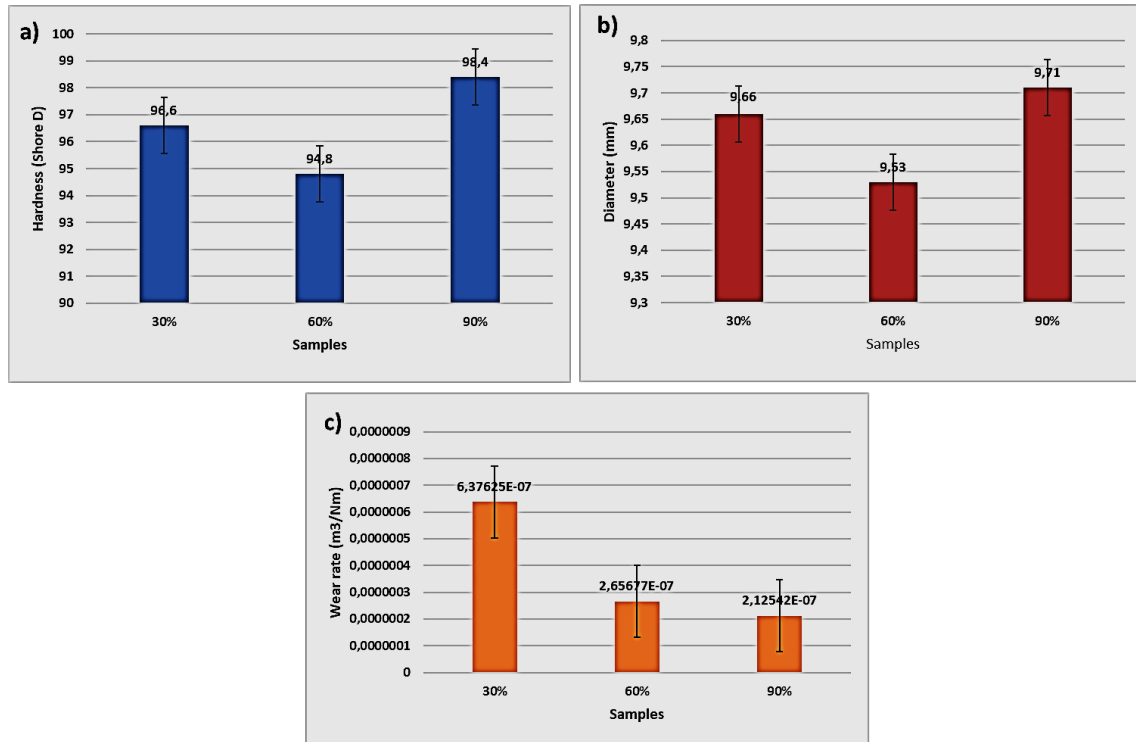 a)
100
99
98
97
96
95
94
93
92
91
90
Hardness (Shore D)
96,6
94,8
98,4
30% 60% 90%
Samples
b)
9,8
9,75
9,7
9,65
9,6
9,55
9,5
9,45
9,4
9,35
9,3
Diameter (mm)
9,66
9,53
9,71
30% 60% 90%
Samples
c)
0,0000009
0,0000008
0,0000007
0,0000006
0,0000005
0,0000004
0,0000003
0,0000002
0,0000001
0
Wear rate (m3/Nm)
6,37625E-07
2,65677E-07
2,12542E-07
30% 60% 90%
Samples